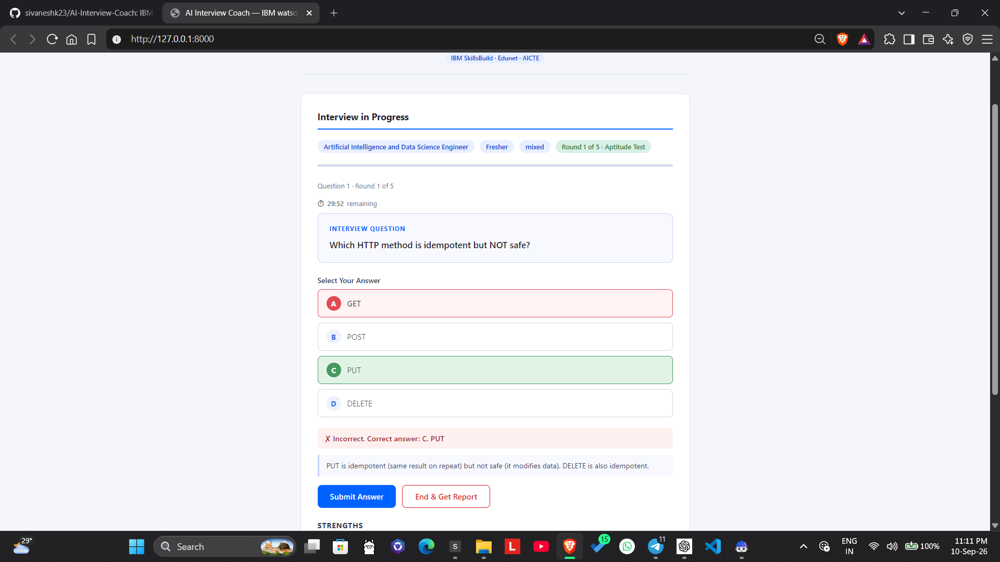 sivaneshk23/AI-Interview-Coach: IBM
AI Interview Coach — IBM watso
http://127.0.0.1:8000
IBM SkillsBuild · Edunet · AICTE
Interview in Progress
Artificial Intelligence and Data Science Engineer
Fresher
mixed
Round 1 of 5 · Aptitude Test
Question 1 · Round 1 of 5
29:52 remaining
INTERVIEW QUESTION
Which HTTP method is idempotent but NOT safe?
Select Your Answer
A GET
B POST
C PUT
D DELETE
✗ Incorrect. Correct answer: C. PUT
PUT is idempotent (same result on repeat) but not safe (it modifies data). DELETE is also idempotent.
Submit Answer
End & Get Report
STRENGTHS
29°
Search
S
L
15
11
ENG
IN
100%
11:11 PM
10-Sep-26